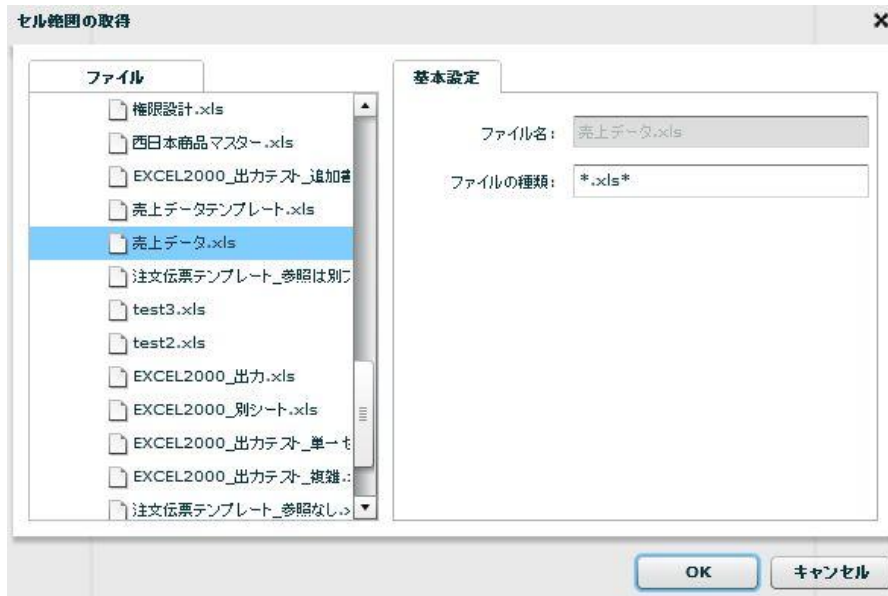 セル範囲の取得
ファイル
権限設計.xls
西日本商品マスター.xls
EXCEL2000_出力テスト_追加書
売上データテンプレート.xls
売上データ.xls
注文伝票テンプレート_参照は別フ
test3.xls
test2.xls
EXCEL2000_出力.xls
EXCEL2000_別シート.xls
EXCEL2000_出力テスト_単一セ
EXCEL2000_出力テスト_複雑.
注文伝票テンプレート_参照なし.x
基本設定
ファイル名: 売上データ.xls
ファイルの種類: *.xls*
OK キャンセル